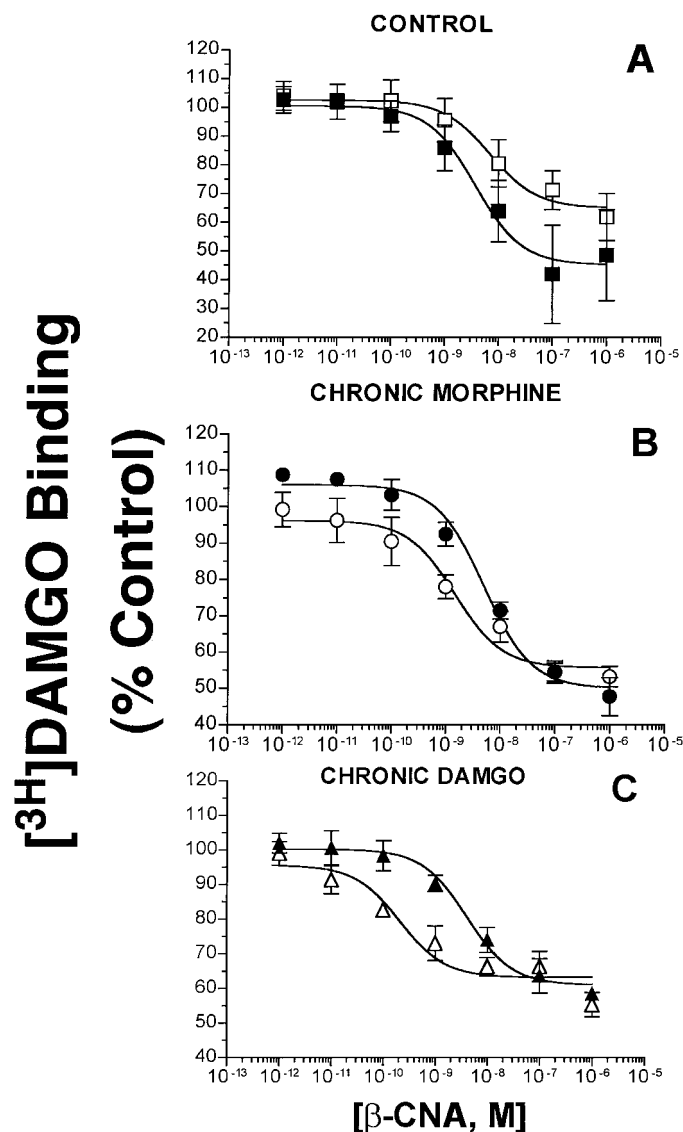 CONTROL
A
120
110
100
90
80
70
60
50
40
30
20
10-13 10-12 10-11 10-10 10-9 10-8 10-7 10-6 10-5
CHRONIC MORPHINE
B
120
110
100
90
80
70
60
50
40
10-13 10-12 10-11 10-10 10-9 10-8 10-7 10-6 10-5
CHRONIC DAMGO
C
120
110
100
90
80
70
60
50
40
10-13 10-12 10-11 10-10 10-9 10-8 10-7 10-6 10-5
[β-CNA, M]
[3H]DAMGO Binding
(% Control)